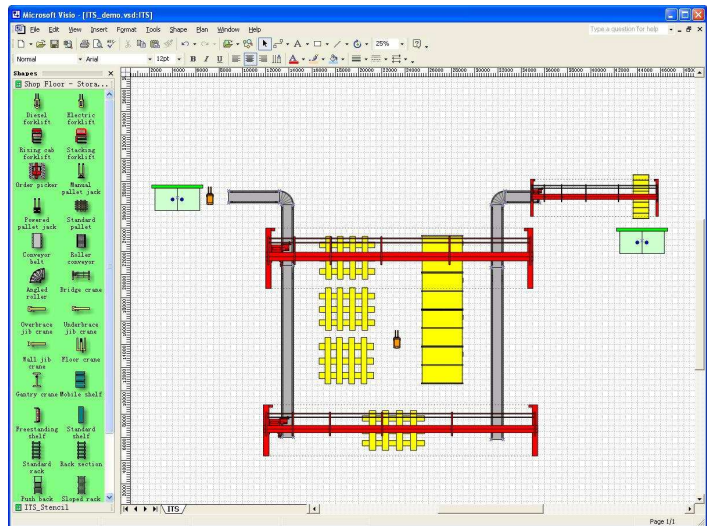 Microsoft Visio - [ITS_demo.vsd:ITS]
File Edit View Insert Format Tools Shape Plan Window Help
Type a question for help
25%
Normal Arial 12pt B I U
Shapes
Shop Floor - Stora...
Diesel forklift
Electric forklift
Rising cab forklift
Stacking forklift
Order picker
Manual pallet jack
Powered pallet jack
Standard pallet
Conveyor belt
Roller conveyor
Angled roller
Bridge crane
Overbrace jib crane
Underbrace jib crane
Wall jib crane
Floor crane
Gantry crane
Mobile shelf
Freestanding shelf
Standard shelf
Standard rack
Rack section
Push back
Sloped rack
ITS_Stencil
ITS
Page 1/1